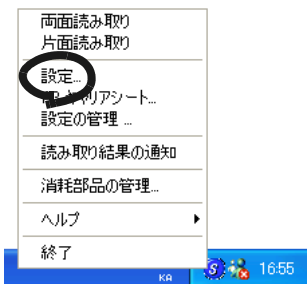 両面読み取り
片面読み取り
設定...
キャリアシート...
設定の管理 ...
読み取り結果の通知
消耗部品の管理...
ヘルプ
終了
KA
S
16:55